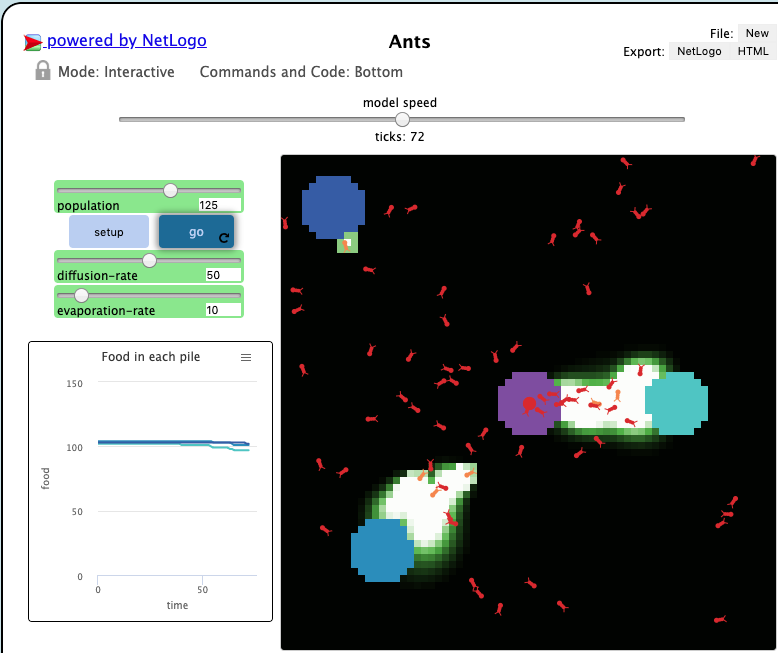 powered by NetLogo
Ants
File: New
Export: NetLogo HTML
Mode: Interactive Commands and Code: Bottom
model speed
ticks: 72
population 125
setup go
diffusion-rate 50
evaporation-rate 10
Food in each pile
150
100
50
0
food
0 50
time